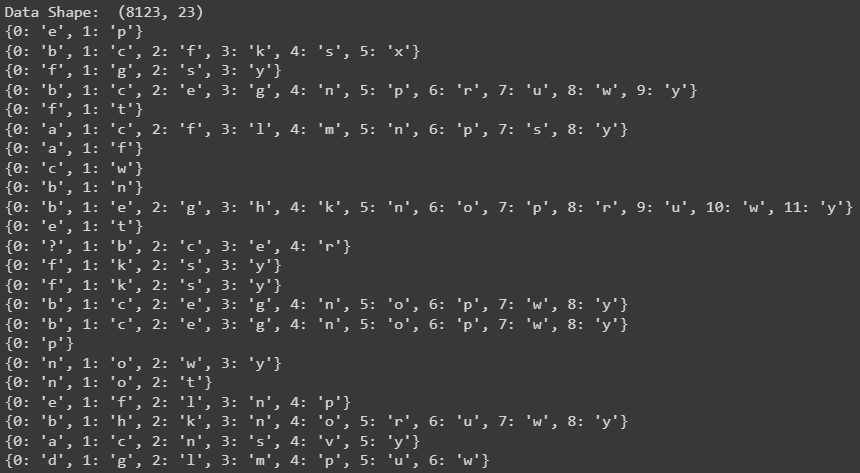 Data Shape:  (8123, 23)
{0: 'e', 1: 'p'}
{0: 'b', 1: 'c', 2: 'f', 3: 'k', 4: 's', 5: 'x'}
{0: 'f', 1: 'g', 2: 's', 3: 'y'}
{0: 'b', 1: 'c', 2: 'e', 3: 'g', 4: 'n', 5: 'p', 6: 'r', 7: 'u', 8: 'w', 9: 'y'}
{0: 'f', 1: 't'}
{0: 'a', 1: 'c', 2: 'f', 3: 'l', 4: 'm', 5: 'n', 6: 'p', 7: 's', 8: 'y'}
{0: 'a', 1: 'f'}
{0: 'c', 1: 'w'}
{0: 'b', 1: 'n'}
{0: 'b', 1: 'e', 2: 'g', 3: 'h', 4: 'k', 5: 'n', 6: 'o', 7: 'p', 8: 'r', 9: 'u', 10: 'w', 11: 'y'}
{0: 'e', 1: 't'}
{0: '?', 1: 'b', 2: 'c', 3: 'e', 4: 'r'}
{0: 'f', 1: 'k', 2: 's', 3: 'y'}
{0: 'f', 1: 'k', 2: 's', 3: 'y'}
{0: 'b', 1: 'c', 2: 'e', 3: 'g', 4: 'n', 5: 'o', 6: 'p', 7: 'w', 8: 'y'}
{0: 'b', 1: 'c', 2: 'e', 3: 'g', 4: 'n', 5: 'o', 6: 'p', 7: 'w', 8: 'y'}
{0: 'p'}
{0: 'n', 1: 'o', 2: 'w', 3: 'y'}
{0: 'n', 1: 'o', 2: 't'}
{0: 'e', 1: 'f', 2: 'l', 3: 'n', 4: 'p'}
{0: 'b', 1: 'h', 2: 'k', 3: 'n', 4: 'o', 5: 'r', 6: 'u', 7: 'w', 8: 'y'}
{0: 'a', 1: 'c', 2: 'n', 3: 's', 4: 'v', 5: 'y'}
{0: 'd', 1: 'g', 2: 'l', 3: 'm', 4: 'p', 5: 'u', 6: 'w'}